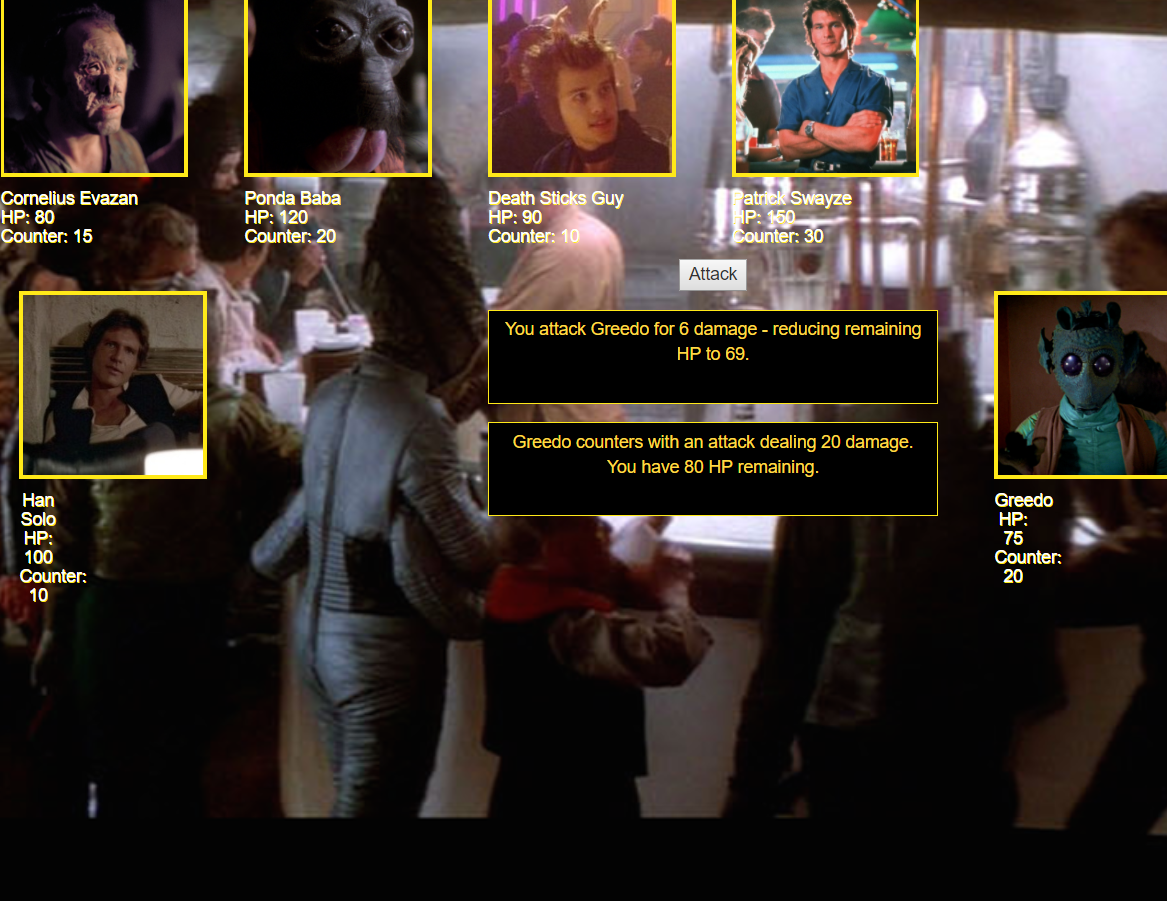 Cornelius Evazan
HP: 80
Counter: 15
Ponda Baba
HP: 120
Counter: 20
Death Sticks Guy
HP: 90
Counter: 10
Patrick Swayze
HP: 150
Counter: 30
Attack
You attack Greedo for 6 damage - reducing remaining
HP to 69.
Greedo counters with an attack dealing 20 damage.
You have 80 HP remaining.
Han
Solo
HP:
100
Counter:
10
Greedo
HP:
75
Counter:
20